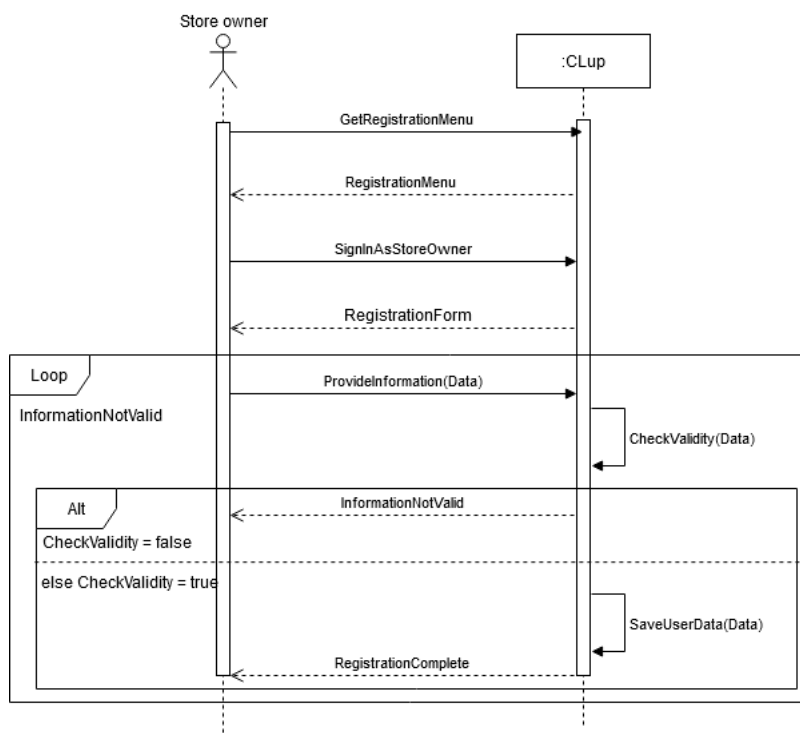 Store owner
:CLup
GetRegistrationMenu
RegistrationMenu
SignInAsStoreOwner
RegistrationForm
Loop
ProvideInformation(Data)
InformationNotValid
CheckValidity(Data)
Alt
InformationNotValid
CheckValidity = false
else CheckValidity = true
SaveUserData(Data)
RegistrationComplete